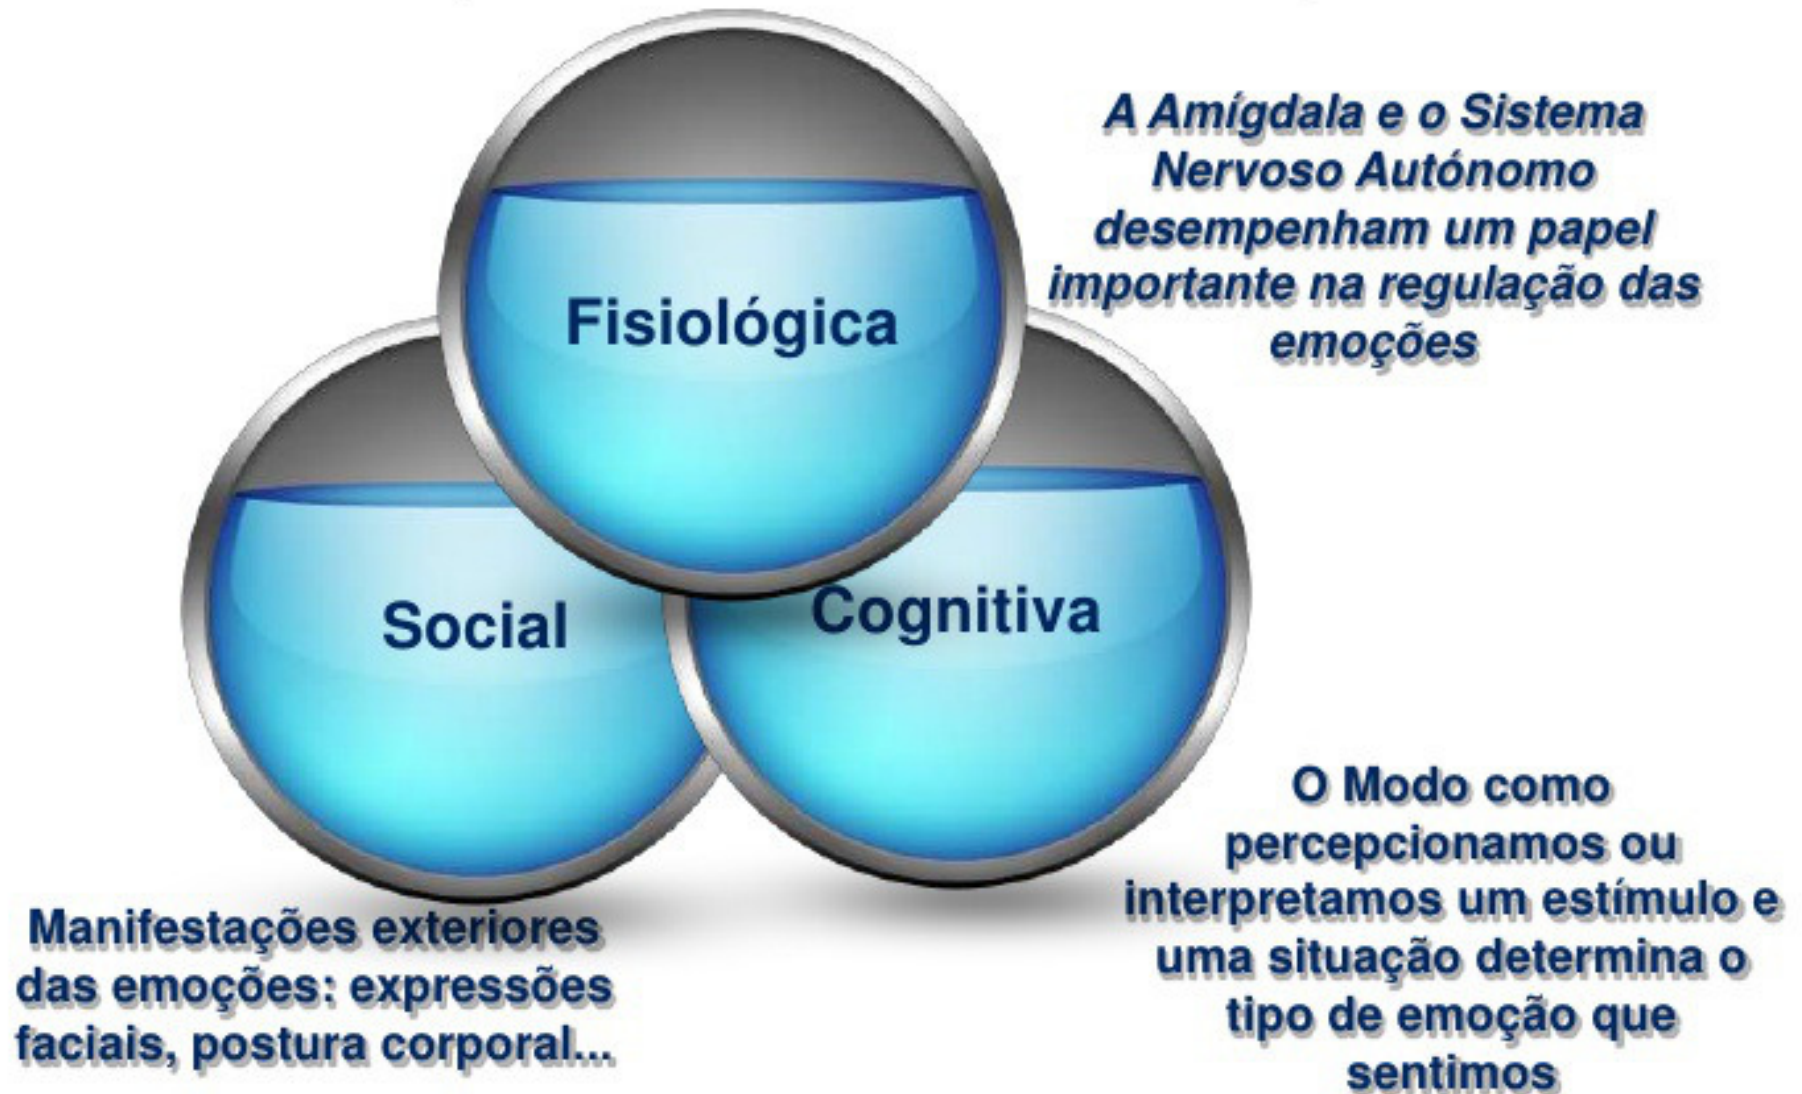 A Amígdala e o Sistema
Nervoso Autónomo
desempenham um papel
importante na regulação das
emoções
Fisiológica
Social
Cognitiva
O Modo como
percepcionamos ou
interpretamos um estímulo e
uma situação determina o
tipo de emoção que
sentimos
Manifestações exteriores
das emoções: expressões
faciais, postura corporal...